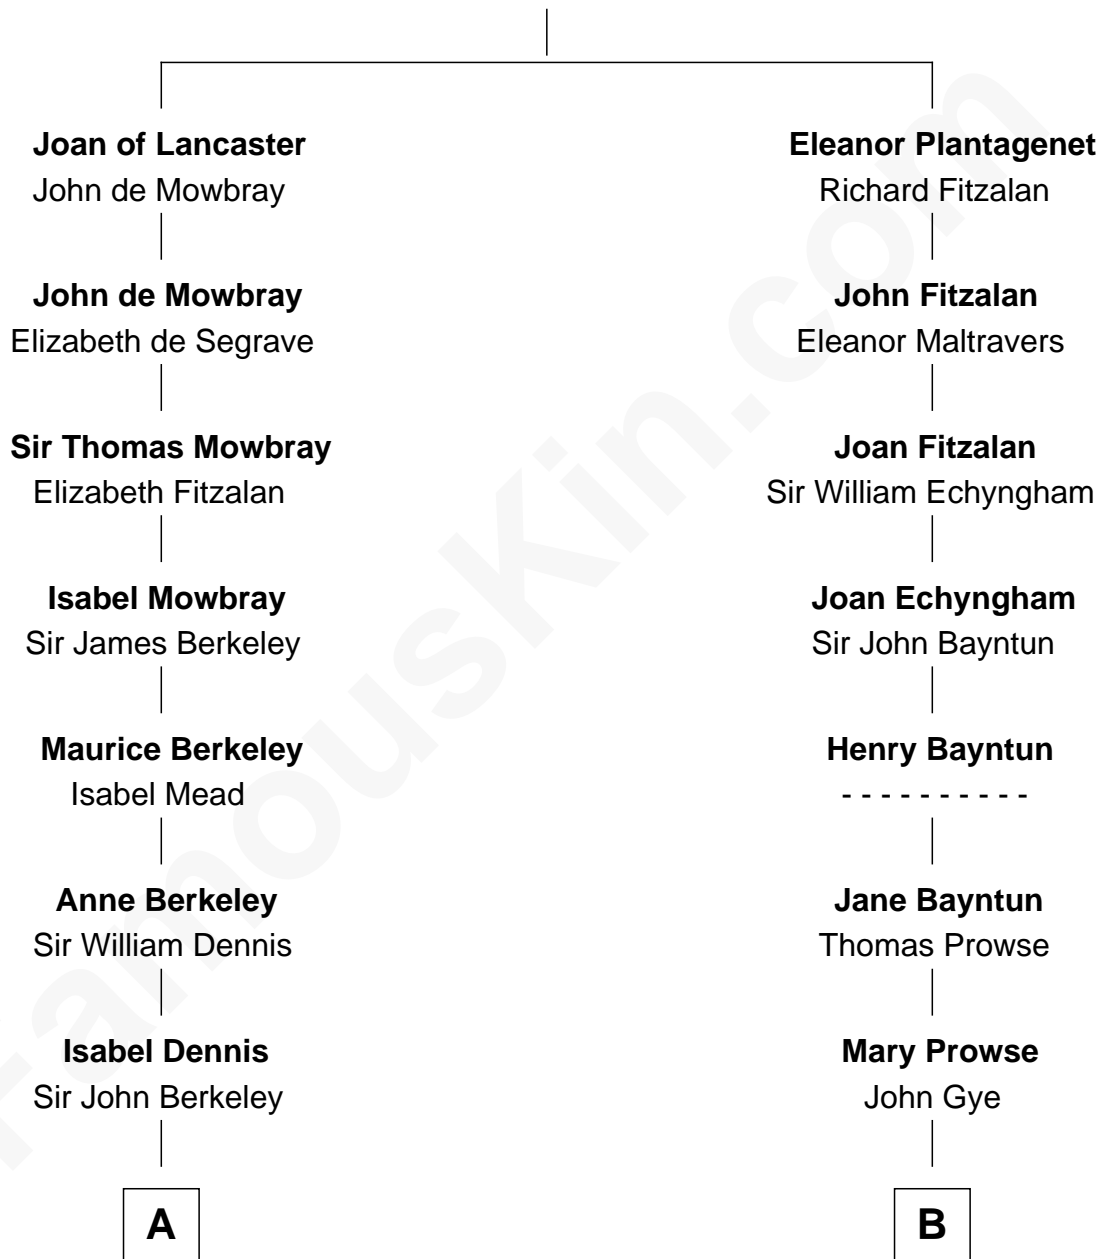 Joan of Lancaster
John de Mowbray
John de Mowbray
Elizabeth de Segrave
Sir Thomas Mowbray
Elizabeth Fitzalan
Isabel Mowbray
Sir James Berkeley
Maurice Berkeley
Isabel Mead
Anne Berkeley
Sir William Dennis
Isabel Dennis
Sir John Berkeley
A
Eleanor Plantagenet
Richard Fitzalan
John Fitzalan
Eleanor Maltravers
Joan Fitzalan
Sir William Echyngham
Joan Echyngham
Sir John Bayntun
Henry Bayntun
- - - - - - - - - -
Jane Bayntun
Thomas Prowse
Mary Prowse
John Gye
B
FamousKin.com